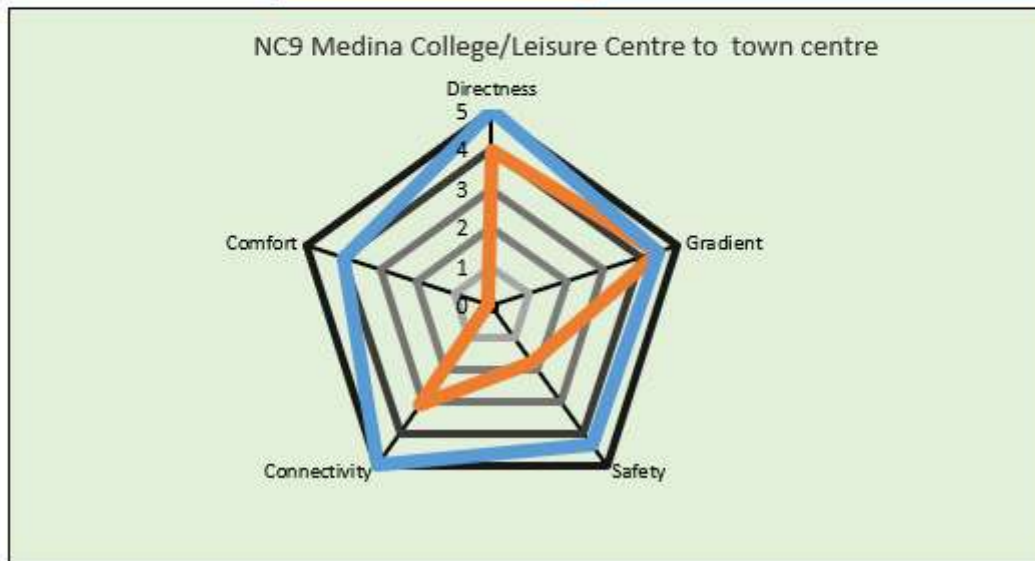 NC9 Medina College/Leisure Centre to town centre
Directness
5
4
3
2
1
0
Comfort
Gradient
Connectivity
Safety